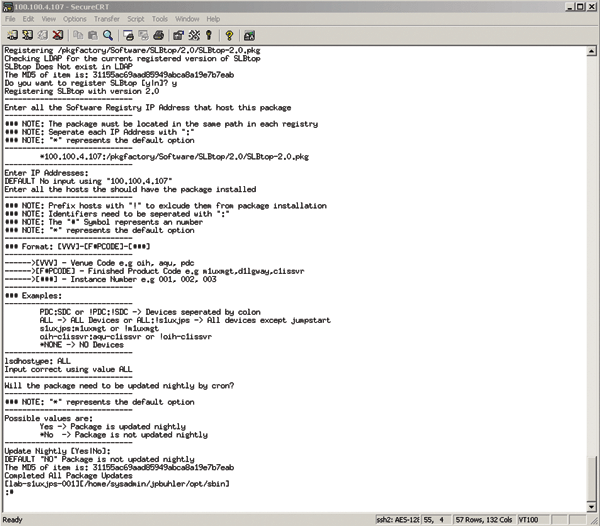 100.100.4.107 - SecureCRT
File Edit View Options Transfer Script Tools Window Help
Registering /pkgfactory/Software/SLBtop/2.0/SLBtop-2.0.pkg
Checking LDAP for the current registered version of SLBtop
SLBtop Does Not exist in LDAP
The MD5 of item is: 31155ac69aad85949abca8a19e7b7eab
Do you want to register SLBtop [y|n]? y
Registering SLBtop with version 2.0
------------------------------
Enter all the Software Registry IP Address that host this package
------------------------------
### NOTE: The package must be located in the same path in each registry
### NOTE: Seperate each IP Address with ":"
### NOTE: "*" represents the default option
------------------------------
*100.100.4.107:/pkgfactory/Software/SLBtop/2.0/SLBtop-2.0.pkg
------------------------------
Enter IP Addresses:
DEFAULT No input using "100.100.4.107"
Enter all the hosts the should have the package installed
------------------------------
### NOTE: Prefix hosts with "!" to exlcude them from package installation
### NOTE: Identifiers need to be seperated with ":"
### NOTE: The "#" Symbol represents an number
### NOTE: "*" represents the default option
------------------------------
### Format: [VVV]-[F#PCODE]-[###]
------------------------------
------>[VVV] - Venue Code e.g oih, aqu, pdc
------>[F#PCODE] - Finished Product Code e.g m1uxmgt,d1lgway,c1issvr
------>[###] - Instance Number e.g 001, 002, 003
------------------------------
### Examples:
------------------------------
PDC:SDC or !PDC:!SDC -> Devices seperated by colon
ALL -> ALL Devices or ALL:!s1uxjps -> All devices except jumpstart
s1uxjps:m1uxmgt or !m1uxmgt
oih-c1issvr:aqu-c1issvr or !oih-c1issvr
*NONE -> NO Devices
------------------------------
lsdhostype: ALL
Input correct using value ALL
------------------------------
Will the package need to be updated nightly by cron?
------------------------------
### NOTE: "*" represents the default option
------------------------------
Possible values are:
Yes -> Package is updated nightly
*No -> Package is not updated nightly
------------------------------
Update Nightly [Yes|No]:
DEFAULT "NO" Package is not updated nightly
The MD5 of item is: 31155ac69aad85949abca8a19e7b7eab
Completed All Package Updates
[lab-s1uxjps-001][/home/sysadmin/jpbuhler/opt/sbin]
:#
Ready ssh2: AES-128 55, 4 57 Rows, 132 Cols VT100